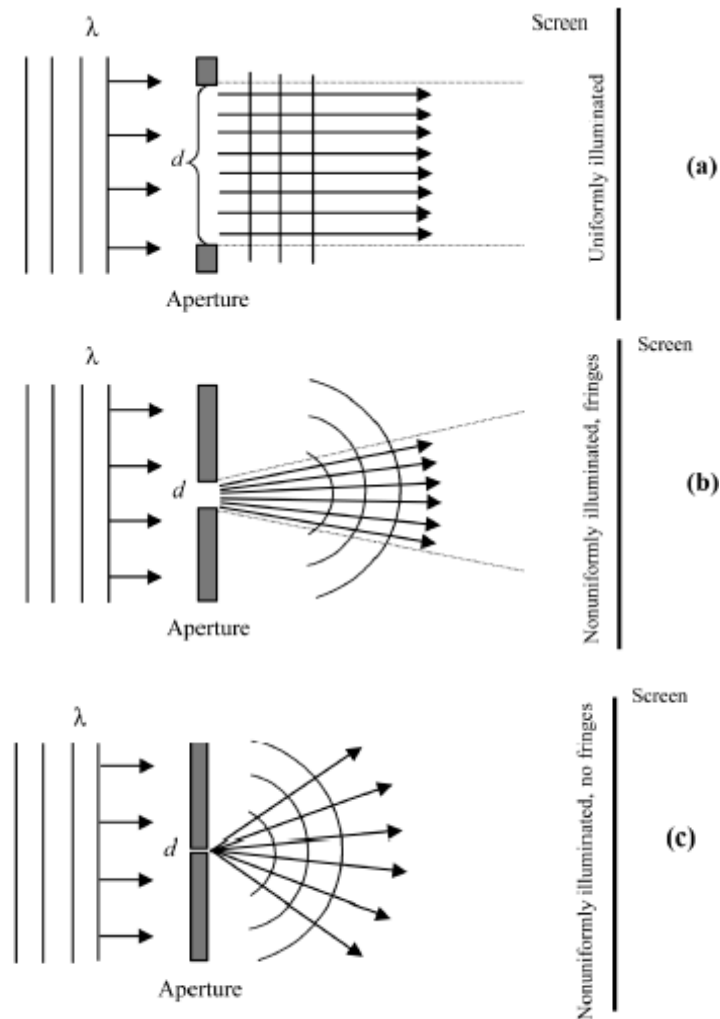 λ
Screen
d
Uniformly illuminated
(a)
Aperture
λ
Screen
d
Nonuniformly illuminated, fringes
(b)
Aperture
λ
Screen
d
Nonuniformly illuminated, no fringes
(c)
Aperture